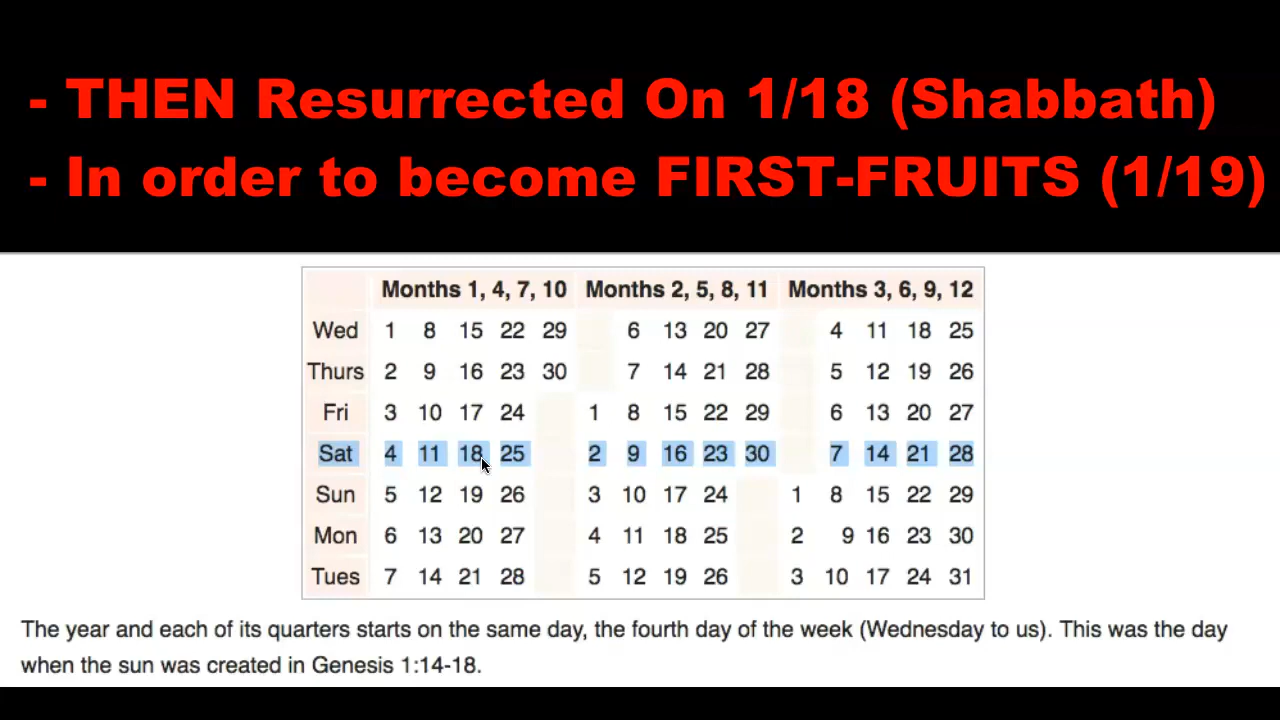 - THEN Resurrected On 1/18 (Shabbath)
- In order to become FIRST-FRUITS (1/19)
Months 1, 4, 7, 10 Months 2, 5, 8, 11 Months 3, 6, 9, 12
Wed 1 8 15 22 29 6 13 20 27 4 11 18 25
Thurs 2 9 16 23 30 7 14 21 28 5 12 19 26
Fri 3 10 17 24 1 8 15 22 29 6 13 20 27
Sat 4 11 18 25 2 9 16 23 30 7 14 21 28
Sun 5 12 19 26 3 10 17 24 1 8 15 22 29
Mon 6 13 20 27 4 11 18 25 2 9 16 23 30
Tues 7 14 21 28 5 12 19 26 3 10 17 24 31
The year and each of its quarters starts on the same day, the fourth day of the week (Wednesday to us). This was the day
when the sun was created in Genesis 1:14-18.